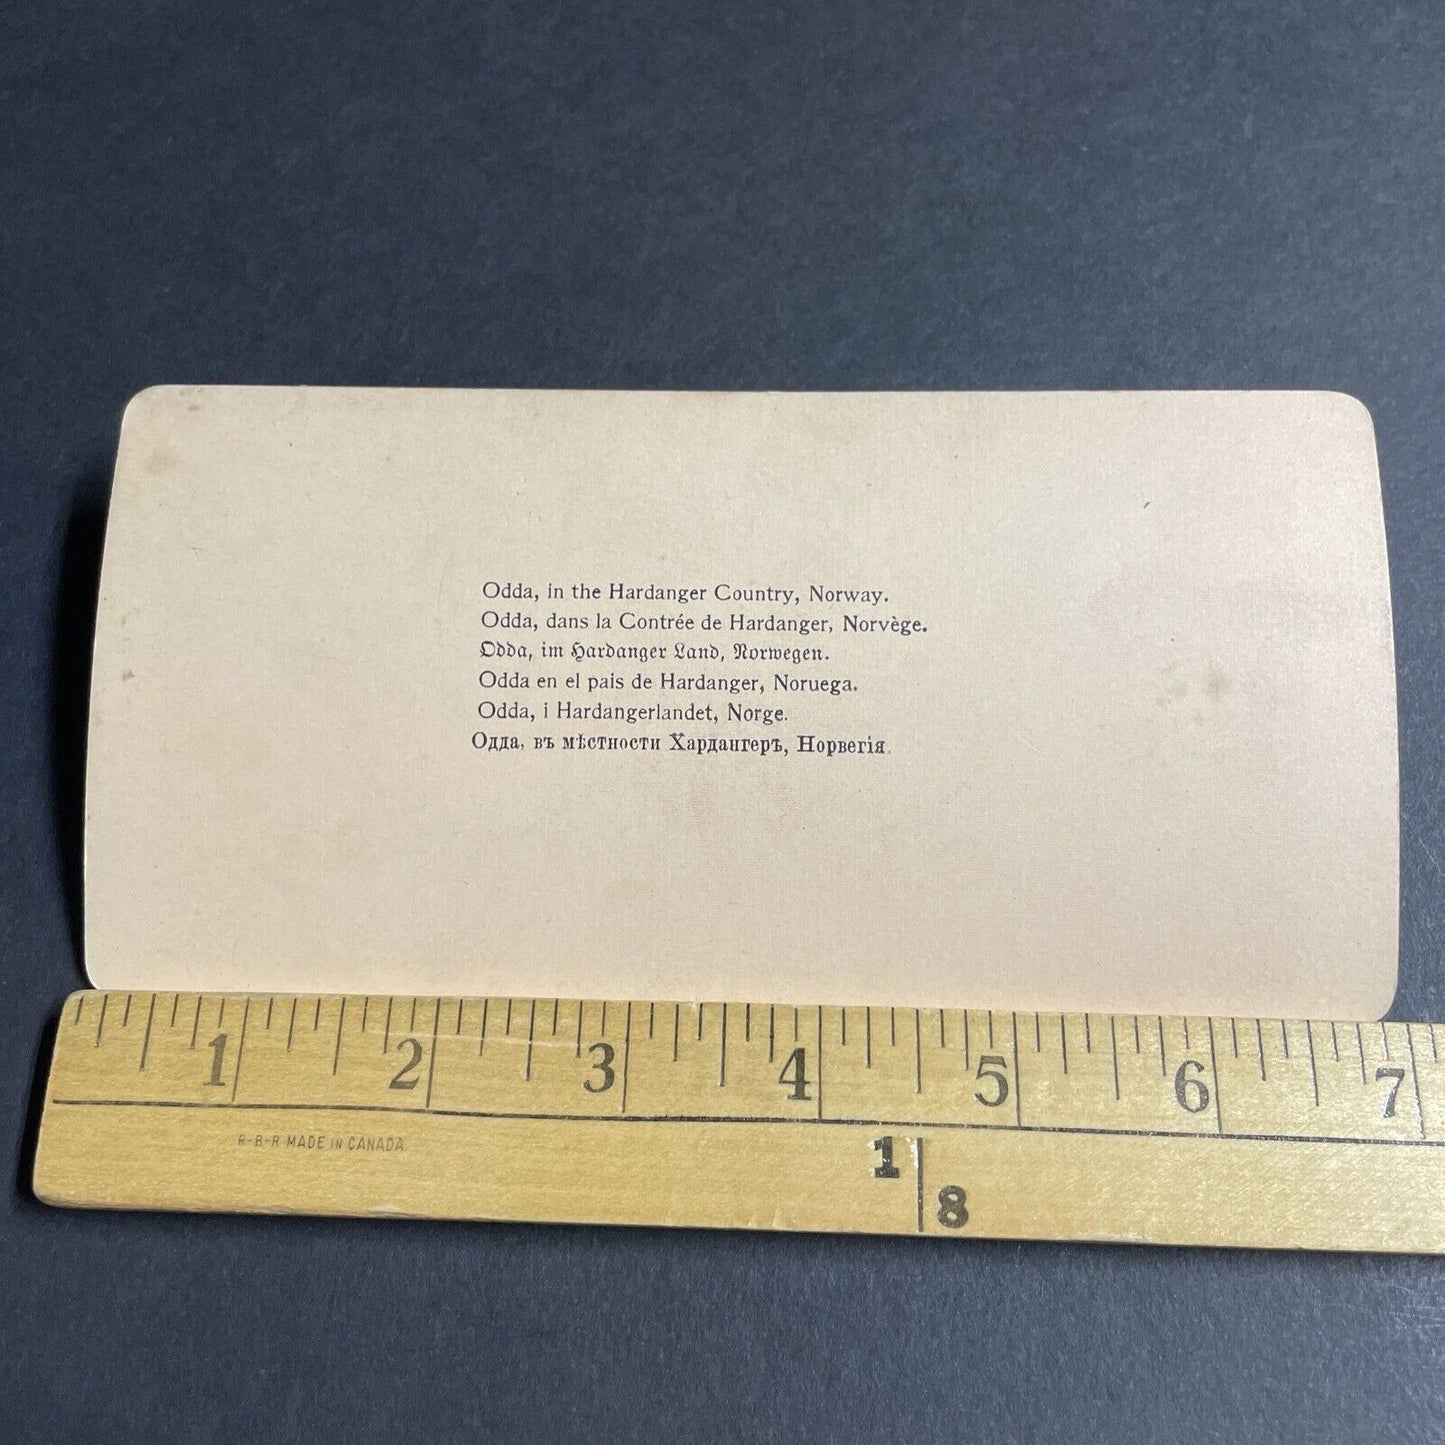 Odda, in the Hardanger Country, Norway.
Odda, dans la Contrée de Hardanger, Norvège.
Odda, im Hardanger Land, Norwegen.
Odda en el pais de Hardanger, Noruega.
Odda, i Hardangerlandet, Norge.
Одда, въ мѣстности Хардангеръ, Норвегія.
1 2 3 4 5 6 7
R-B-R MADE IN CANADA
1 8